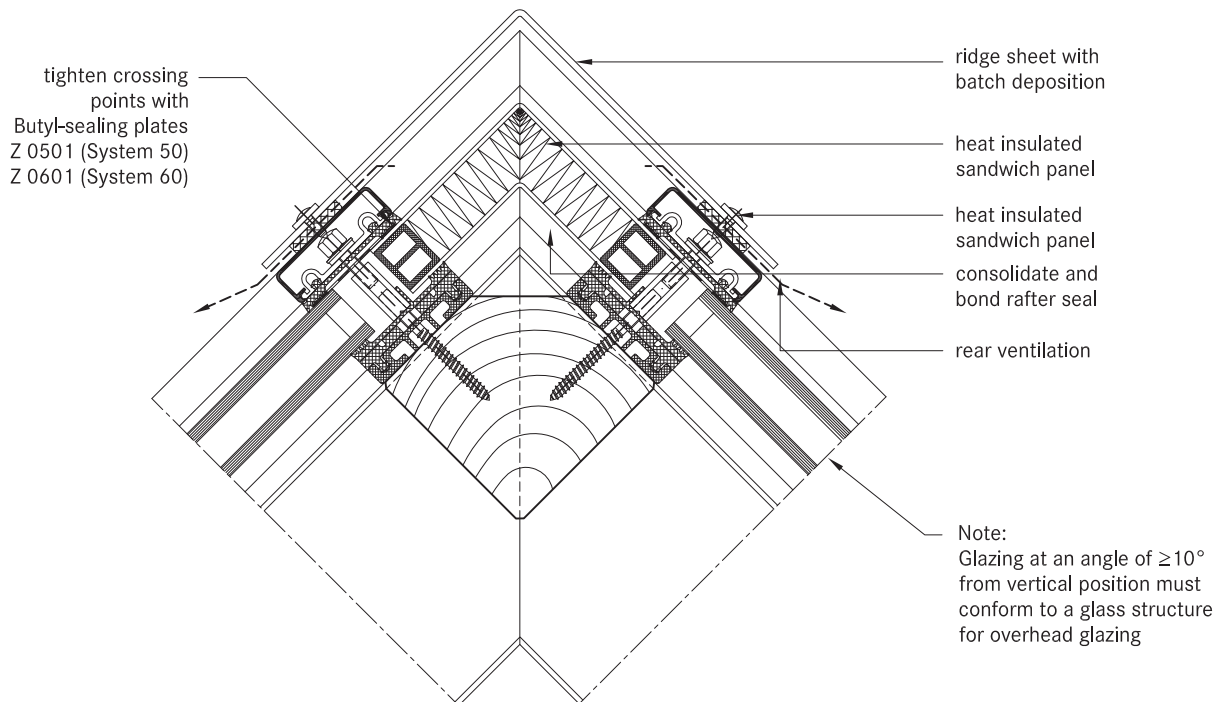 tighten crossing
points with
Butyl-sealing plates
Z 0501 (System 50)
Z 0601 (System 60)
ridge sheet with
batch deposition
heat insulated
sandwich panel
heat insulated
sandwich panel
consolidate and
bond rafter seal
rear ventilation
Note:
Glazing at an angle of ≥10°
from vertical position must
conform to a glass structure
for overhead glazing